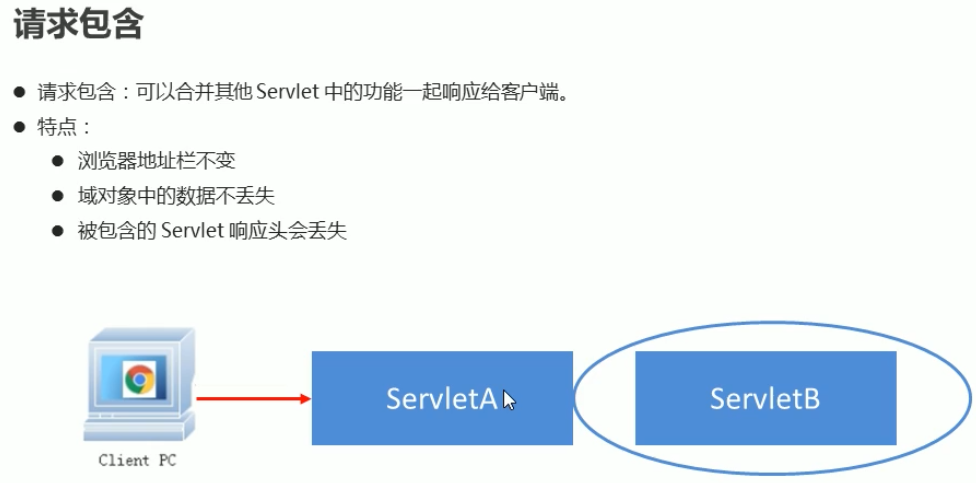 请求包含
● 请求包含：可以合并其他 Servlet 中的功能一起响应给客户端。
● 特点：
● 浏览器地址栏不变
● 域对象中的数据不丢失
● 被包含的 Servlet 响应头会丢失
ServletA
ServletB
Client PC